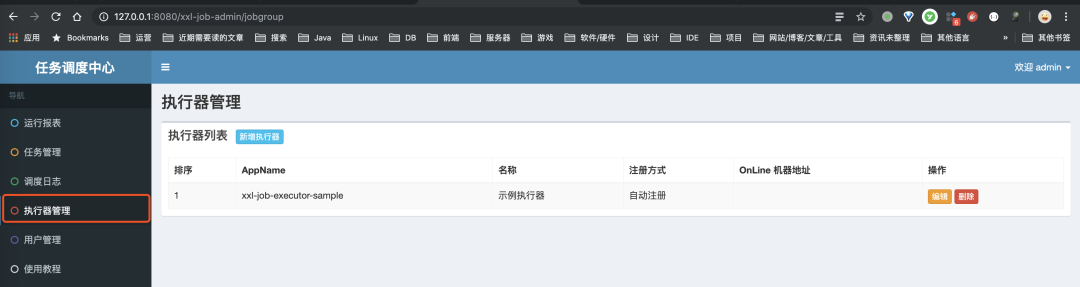 127.0.0.1:8080/xxl-job-admin/jobgroup
6
应用 Bookmarks 运营 近期需要读的文章 搜索 Java Linux DB 前端 服务器 游戏 软件/硬件 设计 IDE 项目 网站/博客/文章/工具 资讯未整理 其他语言 » 其他书签
任务调度中心 欢迎 admin
导航
运行报表
任务管理
调度日志
执行器管理
用户管理
使用教程
执行器管理
执行器列表 新增执行器
排序 AppName 名称 注册方式 OnLine 机器地址 操作
1 xxl-job-executor-sample 示例执行器 自动注册 编辑 删除